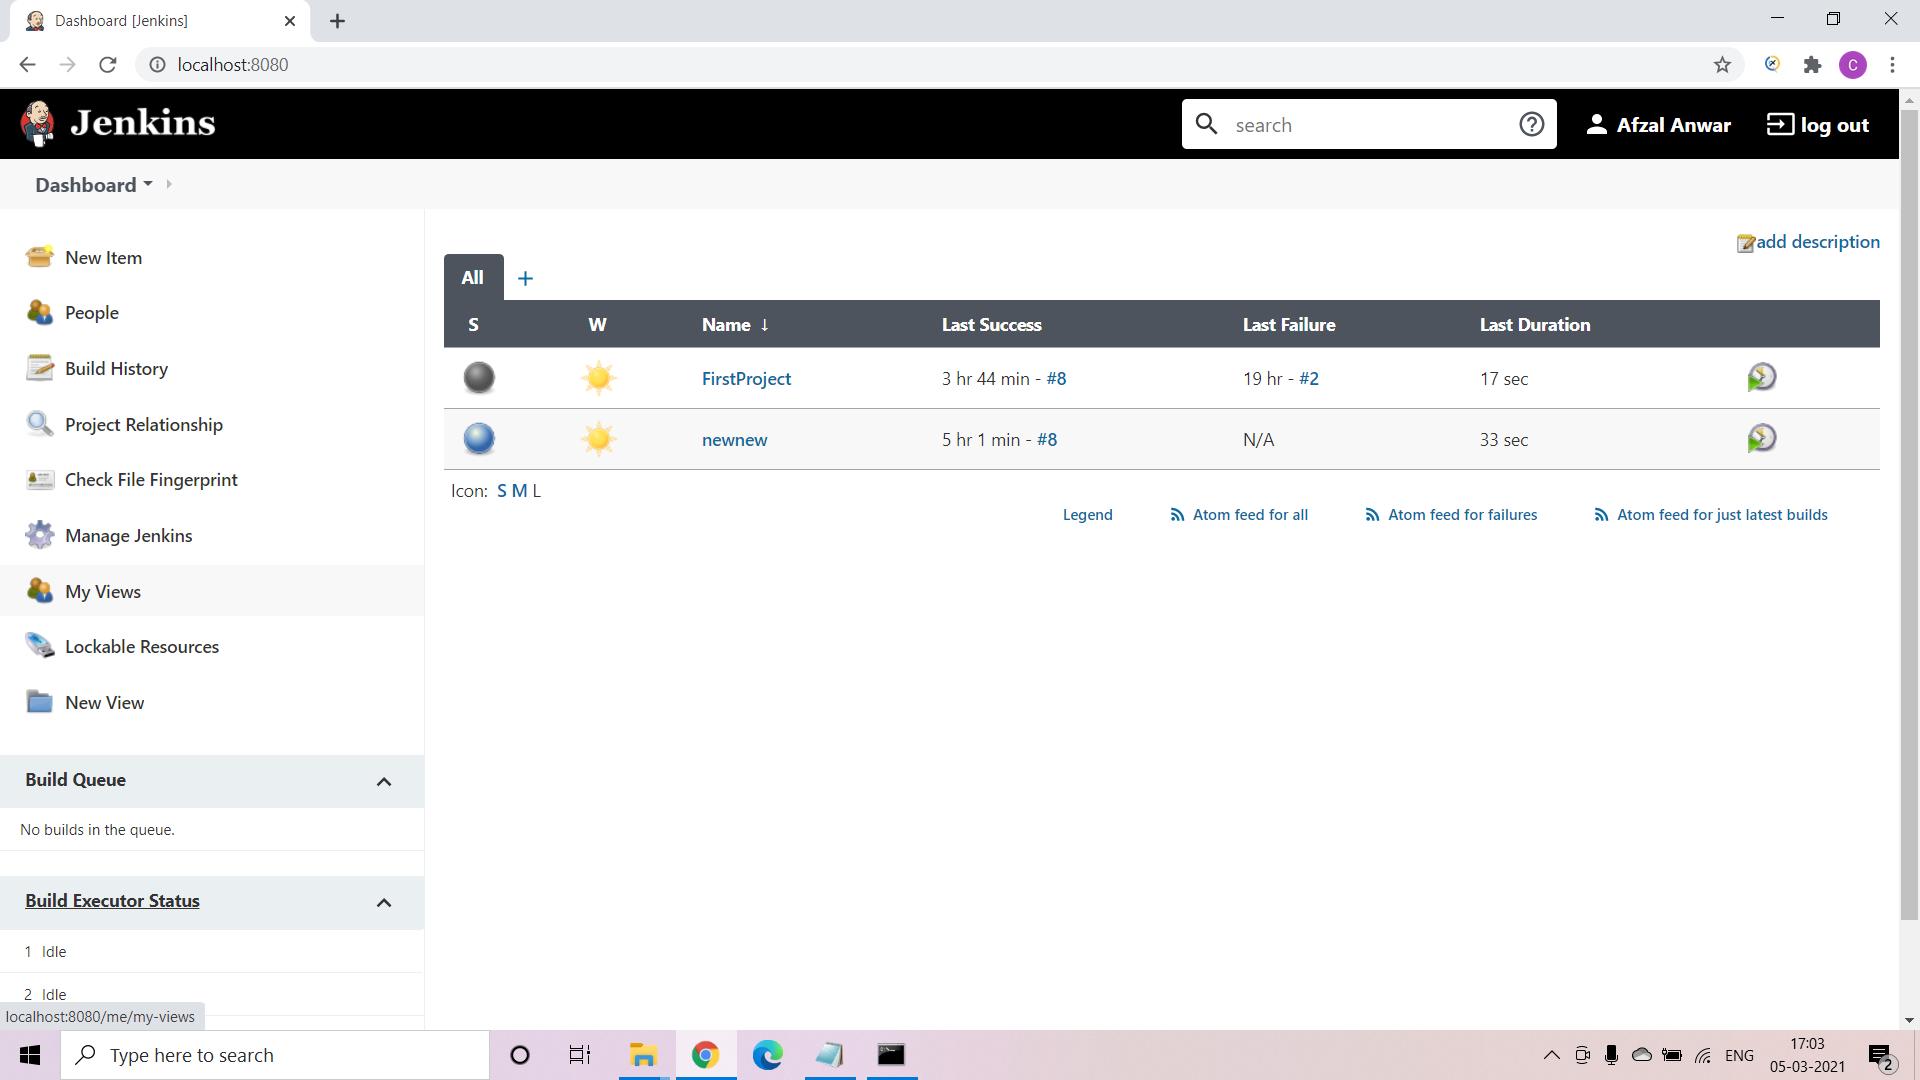 Dashboard [Jenkins]
localhost:8080
Jenkins
search
Afzal Anwar
log out
Dashboard
New Item
People
Build History
Project Relationship
Check File Fingerprint
Manage Jenkins
My Views
Lockable Resources
New View
Build Queue
No builds in the queue.
Build Executor Status
1 Idle
2 Idle
localhost:8080/me/my-views
add description
All +
S W Name ↓ Last Success Last Failure Last Duration
FirstProject 3 hr 44 min - #8 19 hr - #2 17 sec
newnew 5 hr 1 min - #8 N/A 33 sec
Icon: S M L
Legend Atom feed for all Atom feed for failures Atom feed for just latest builds
Type here to search
ENG
17:03
05-03-2021
2
C